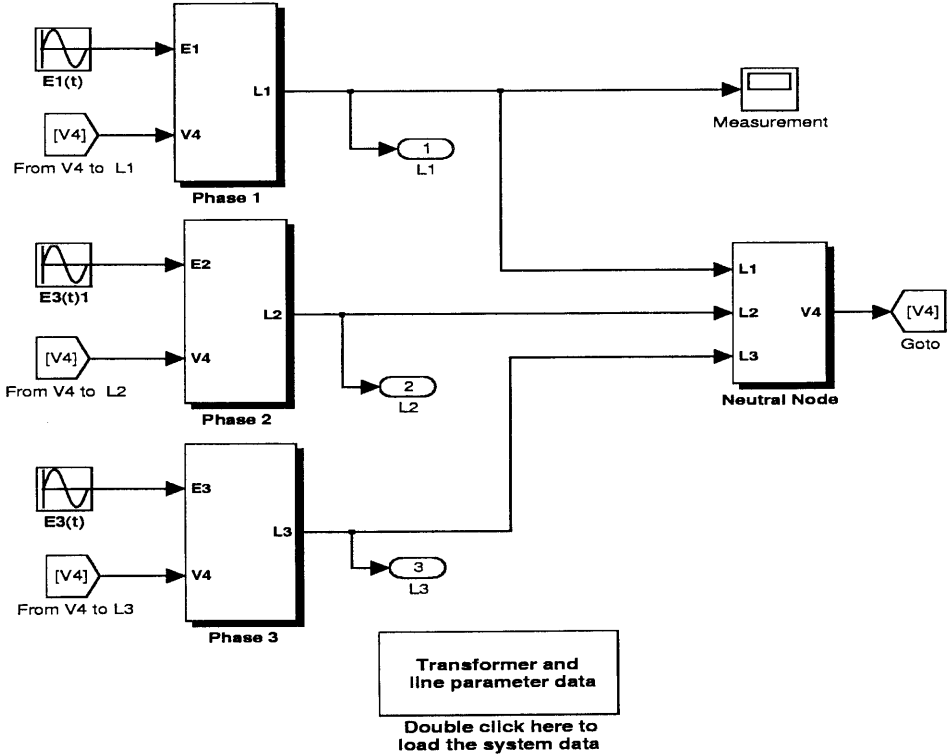 E1(t)
[V4]
From V4 to L1
E1
V4
L1
Phase 1
1
L1
Measurement
E3(t)1
[V4]
From V4 to L2
E2
V4
L2
Phase 2
2
L2
L1
L2
L3
V4
Neutral Node
[V4]
Goto
E3(t)
[V4]
From V4 to L3
E3
V4
L3
Phase 3
3
L3
Transformer and
line parameter data
Double click here to
load the system data